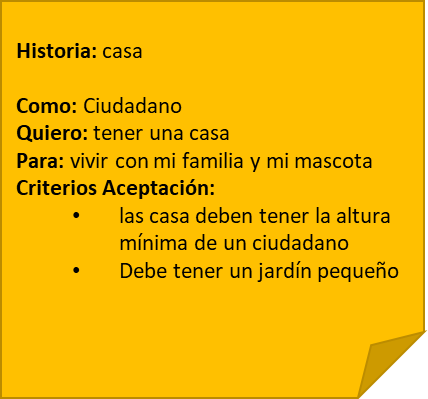 Historia: casa
Como: Ciudadano
Quiero: tener una casa
Para: vivir con mi familia y mi mascota
Criterios Aceptación:
• las casa deben tener la altura
mínima de un ciudadano
• Debe tener un jardín pequeño